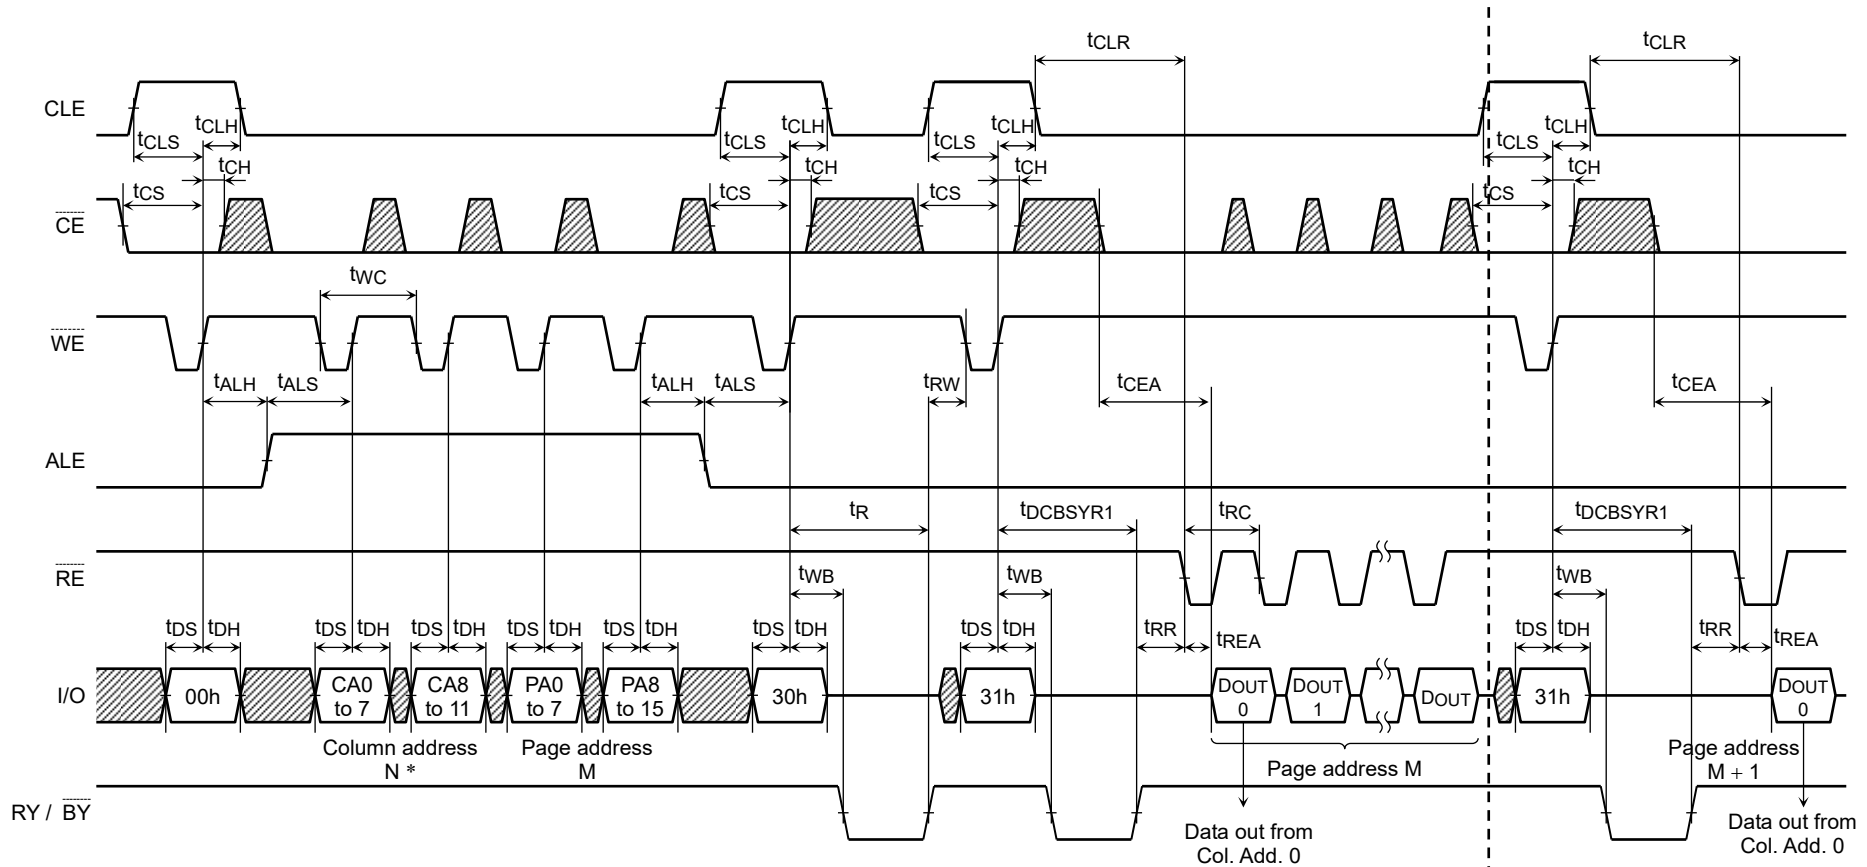 tCLR
tCLR
CLE
tCLS
tCLH
tCLS
tCLH
tCLS
tCLH
tCLS
tCLH
tCH
tCH
tCH
tCH
tCS
tCS
tCS
tCS
CE
tWC
WE
tALH
tALS
tALH
tALS
tRW
tCEA
tCEA
ALE
tR
tDCBSYR1
tRC
tDCBSYR1
RE
tWB
tWB
tWB
tDS
tDH
tDS
tDH
tDS
tDH
tDS
tDH
tDS
tDH
tDS
tDH
tDS
tDH
tRR
tREA
tDS
tDH
tRR
tREA
I/O
00h
CA0
to 7
CA8
to 11
PA0
to 7
PA8
to 15
30h
31h
DOUT
0
DOUT
1
DOUT
31h
DOUT
0
Column address
N *
Page address
M
Page address M
Page address
M + 1
RY / BY
Data out from
Col. Add. 0
Data out from
Col. Add. 0